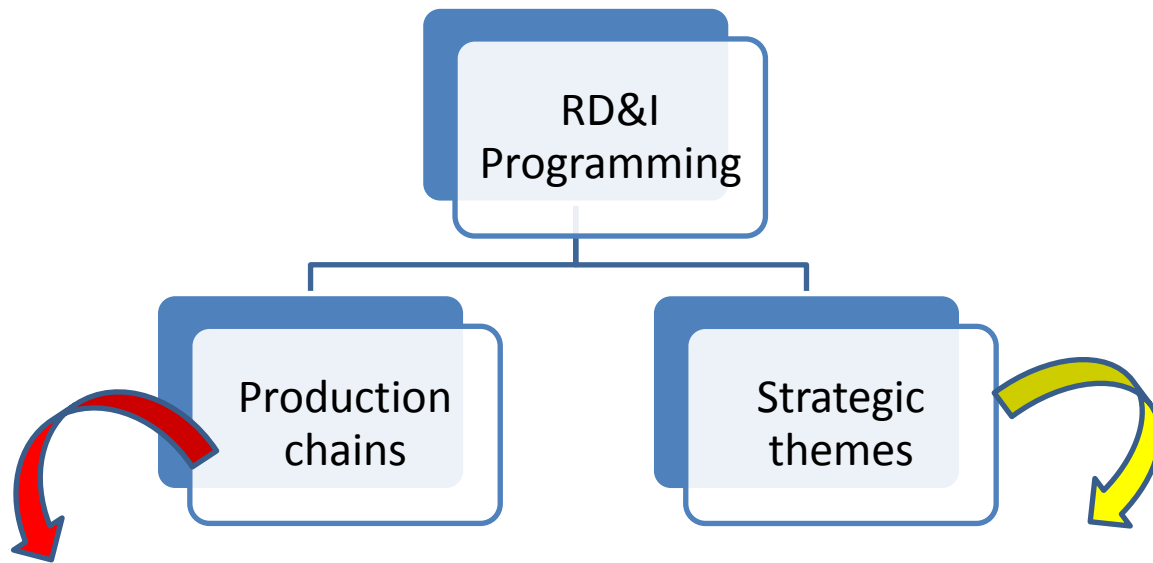 RD&I
Programming
Production
chains
Strategic
themes